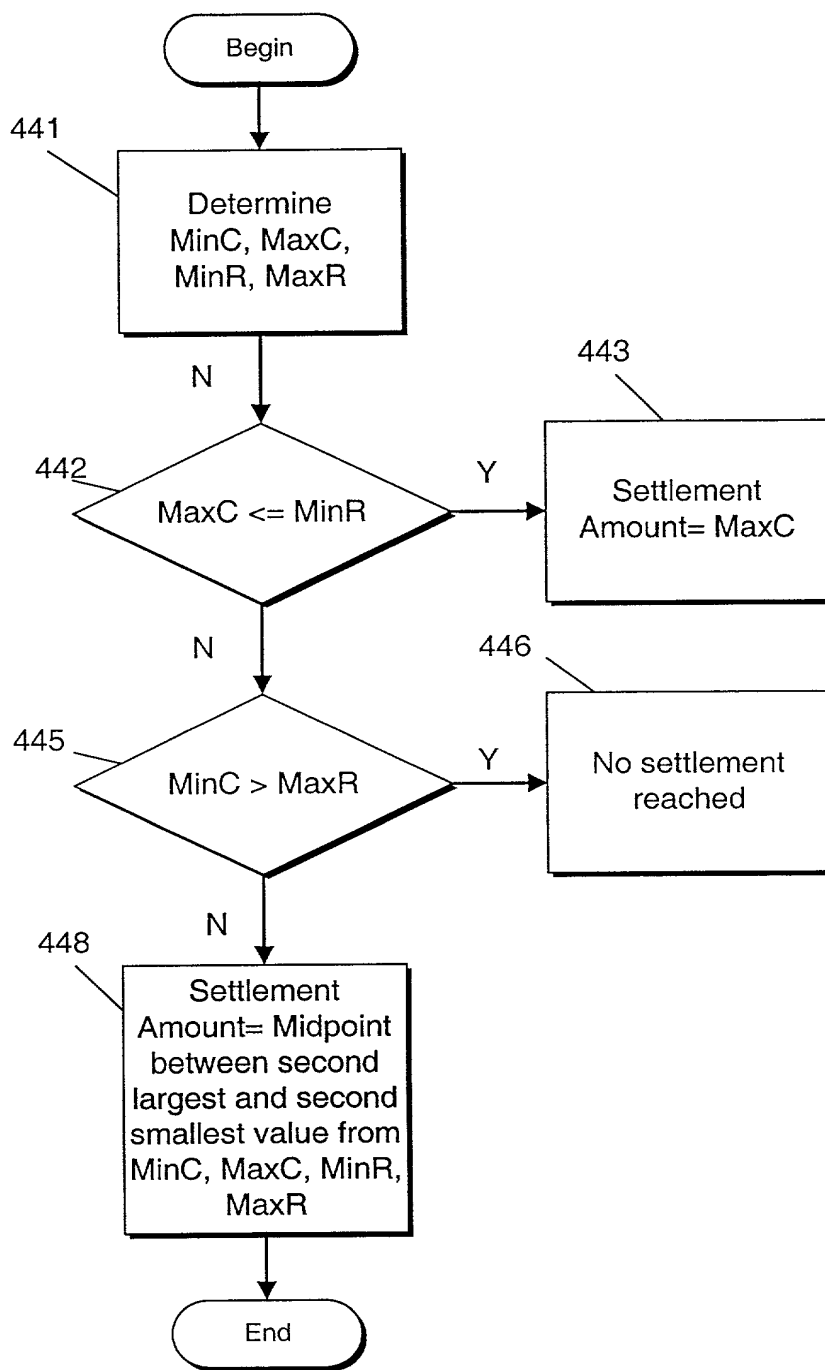 Begin
441
Determine
MinC, MaxC,
MinR, MaxR
N
443
442
MaxC <= MinR
Y
Settlement
Amount= MaxC
N
446
445
MinC > MaxR
Y
No settlement
reached
N
448
Settlement
Amount= Midpoint
between second
largest and second
smallest value from
MinC, MaxC, MinR,
MaxR
End